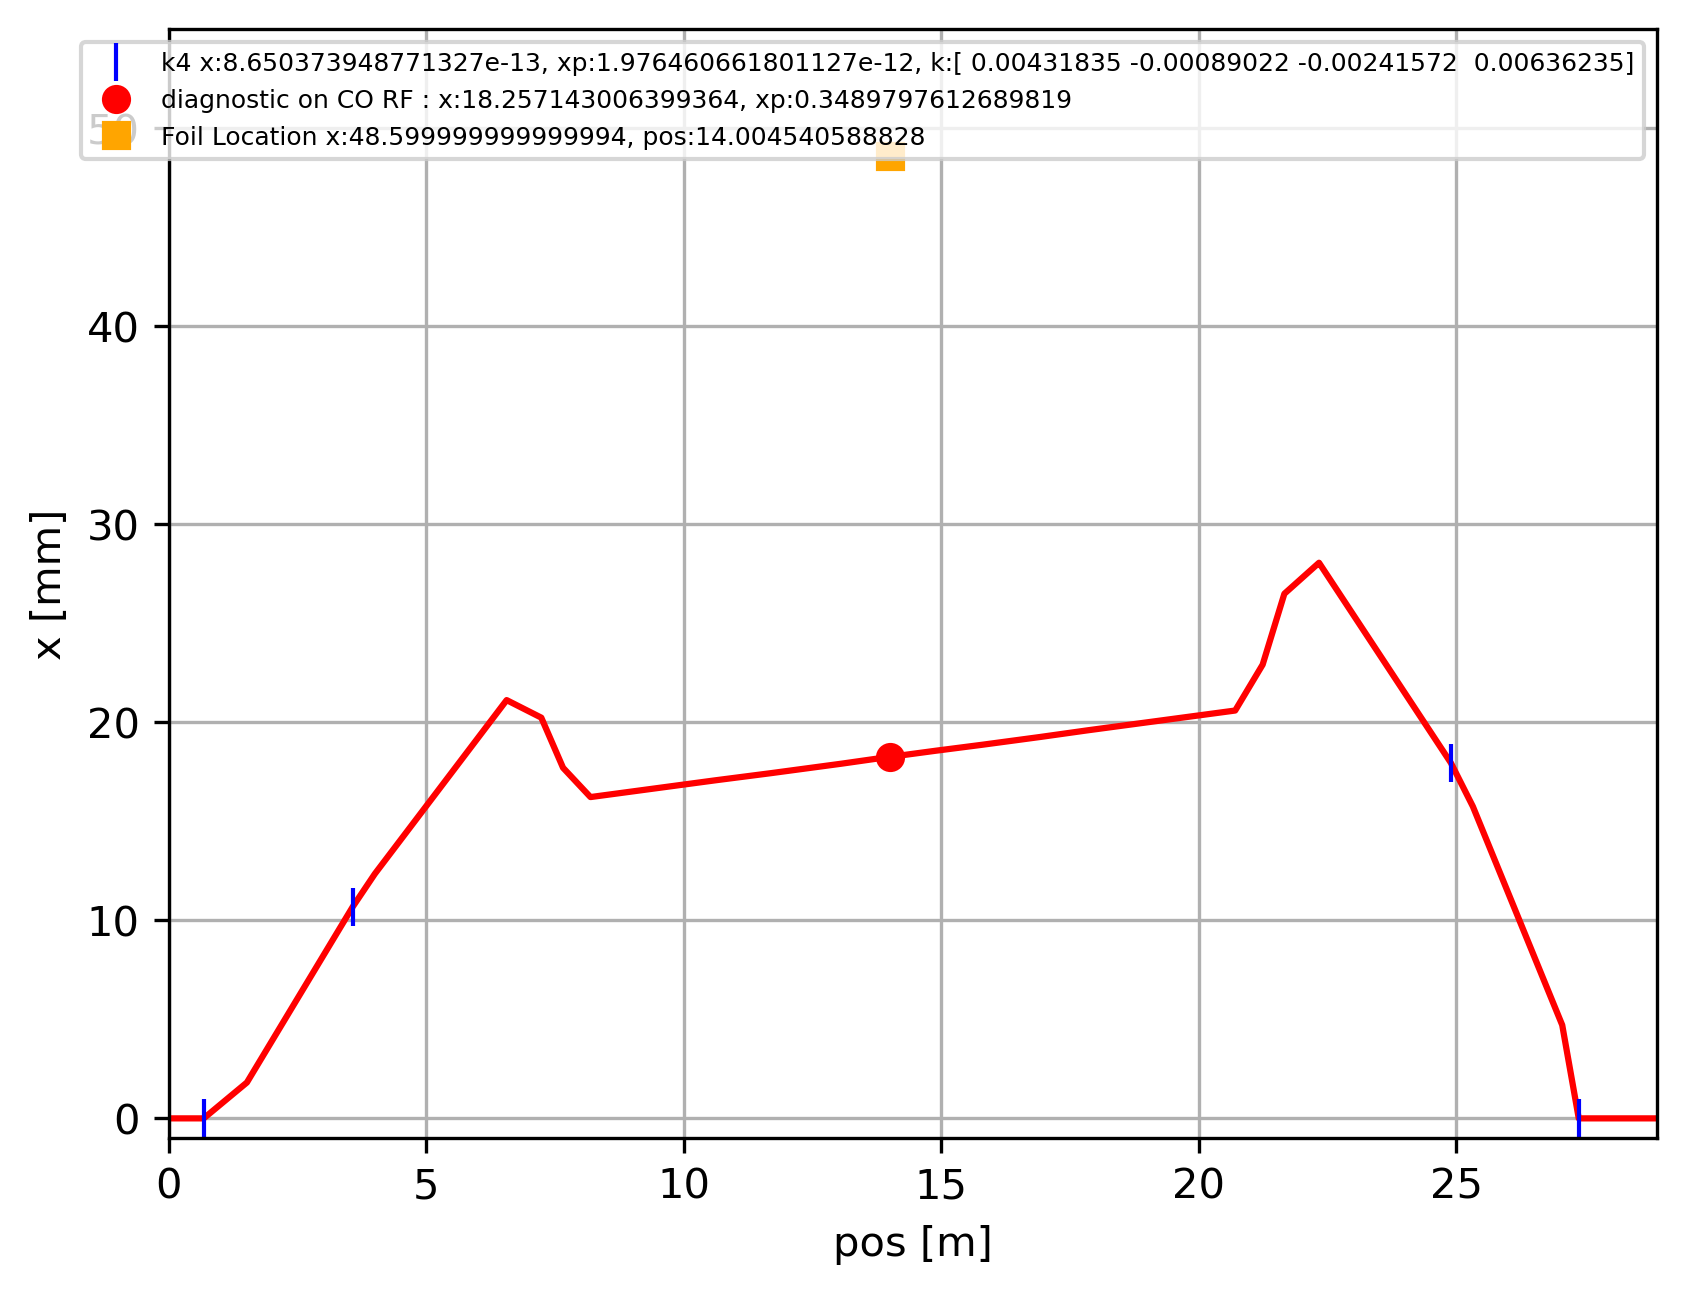 k4 x:8.650373948771327e-13, xp:1.976460661801127e-12, k:[ 0.00431835 -0.00089022 -0.00241572  0.00636235]
diagnostic on CO RF : x:18.257143006399364, xp:0.3489797612689819
Foil Location x:48.599999999999994, pos:14.004540588828
50
40
30
20
10
0
x [mm]
0 5 10 15 20 25
pos [m]